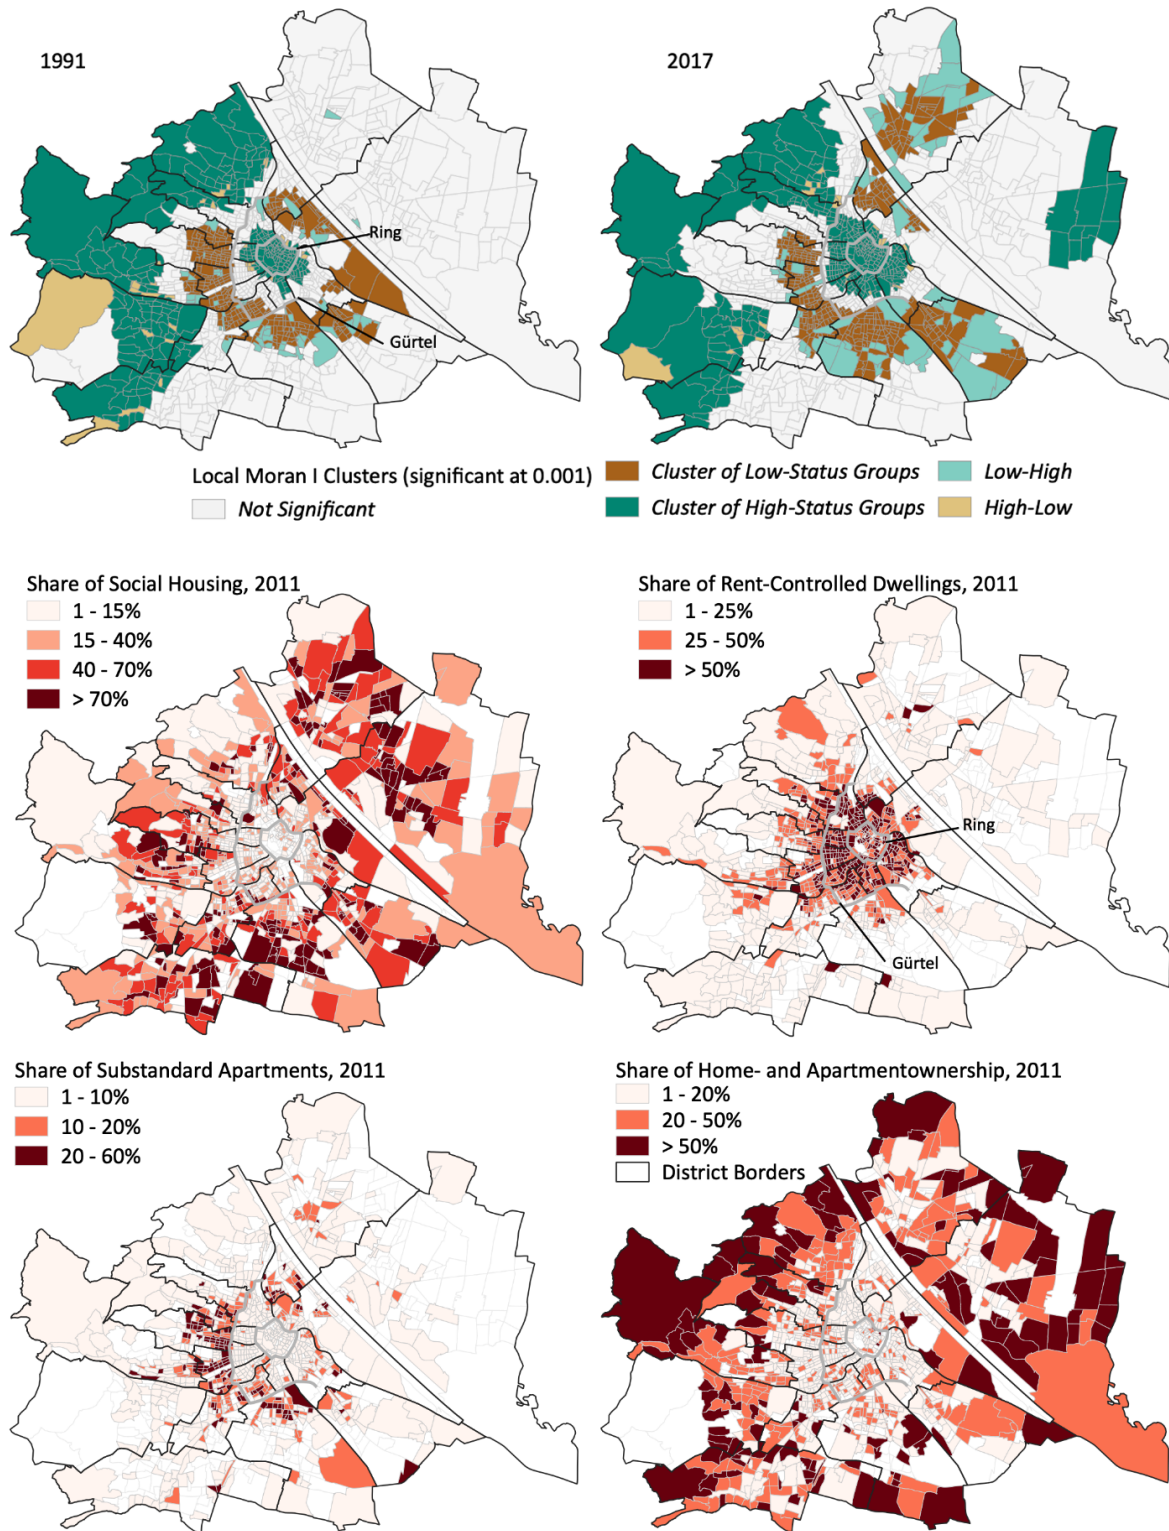 1991
2017
Ring
Gürtel
Local Moran I Clusters (significant at 0.001)
Not Significant
Cluster of Low-Status Groups
Low-High
Cluster of High-Status Groups
High-Low
Share of Social Housing, 2011
1 - 15%
15 - 40%
40 - 70%
> 70%
Share of Rent-Controlled Dwellings, 2011
1 - 25%
25 - 50%
> 50%
Ring
Gürtel
Share of Substandard Apartments, 2011
1 - 10%
10 - 20%
20 - 60%
Share of Home- and Apartmentownership, 2011
1 - 20%
20 - 50%
> 50%
District Borders